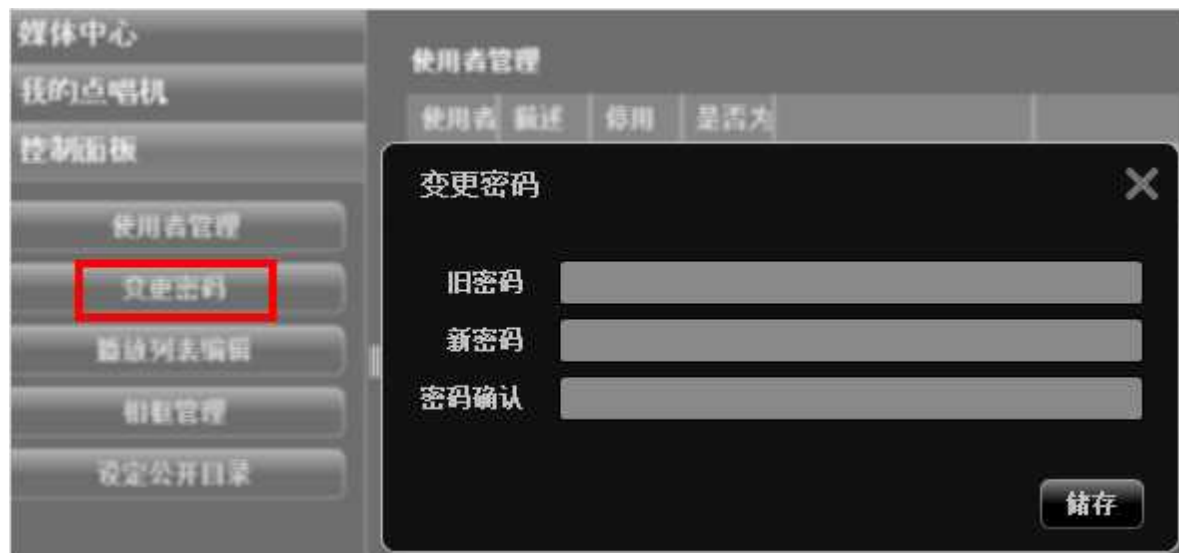 媒体中心
我的点唱机
控制面板
使用者管理
变更密码
播放列表编辑
相框管理
设定公开目录
使用者管理
使用者 描述 停用 是否为
变更密码
旧密码
新密码
密码确认
储存